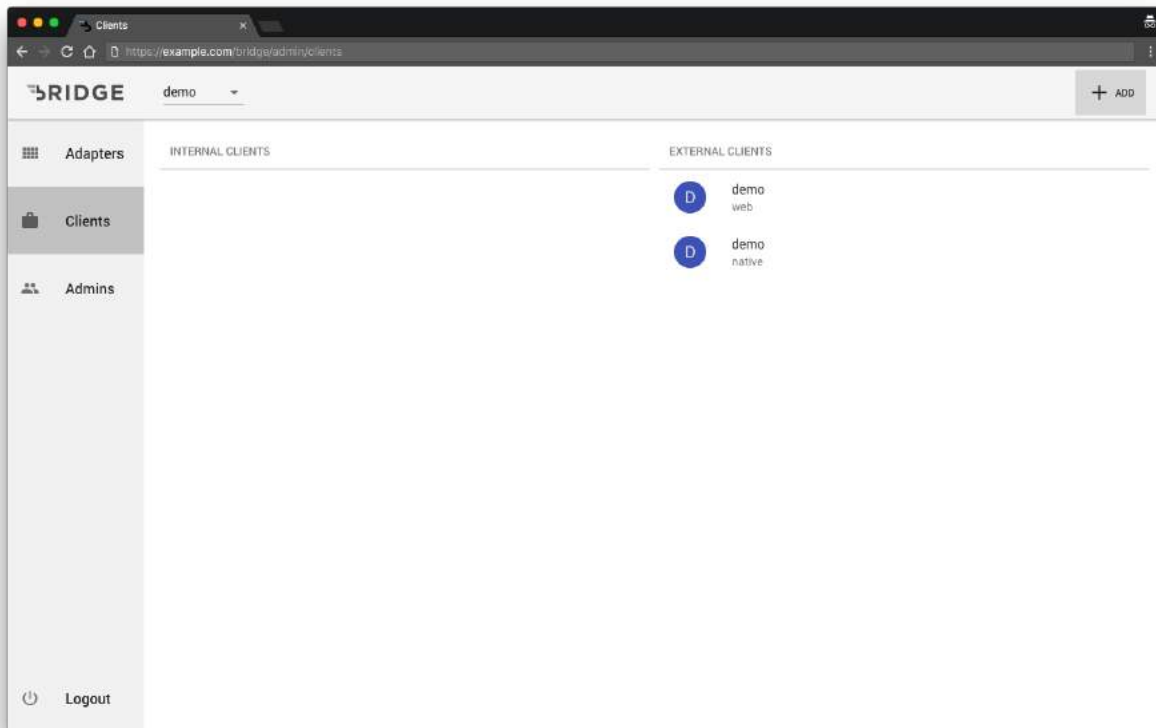 Clients
https://example.com/bridge/admin/clients
BRIDGE
demo
ADD
Adapters
Clients
Admins
Logout
INTERNAL CLIENTS
EXTERNAL CLIENTS
D
demo
web
D
demo
native